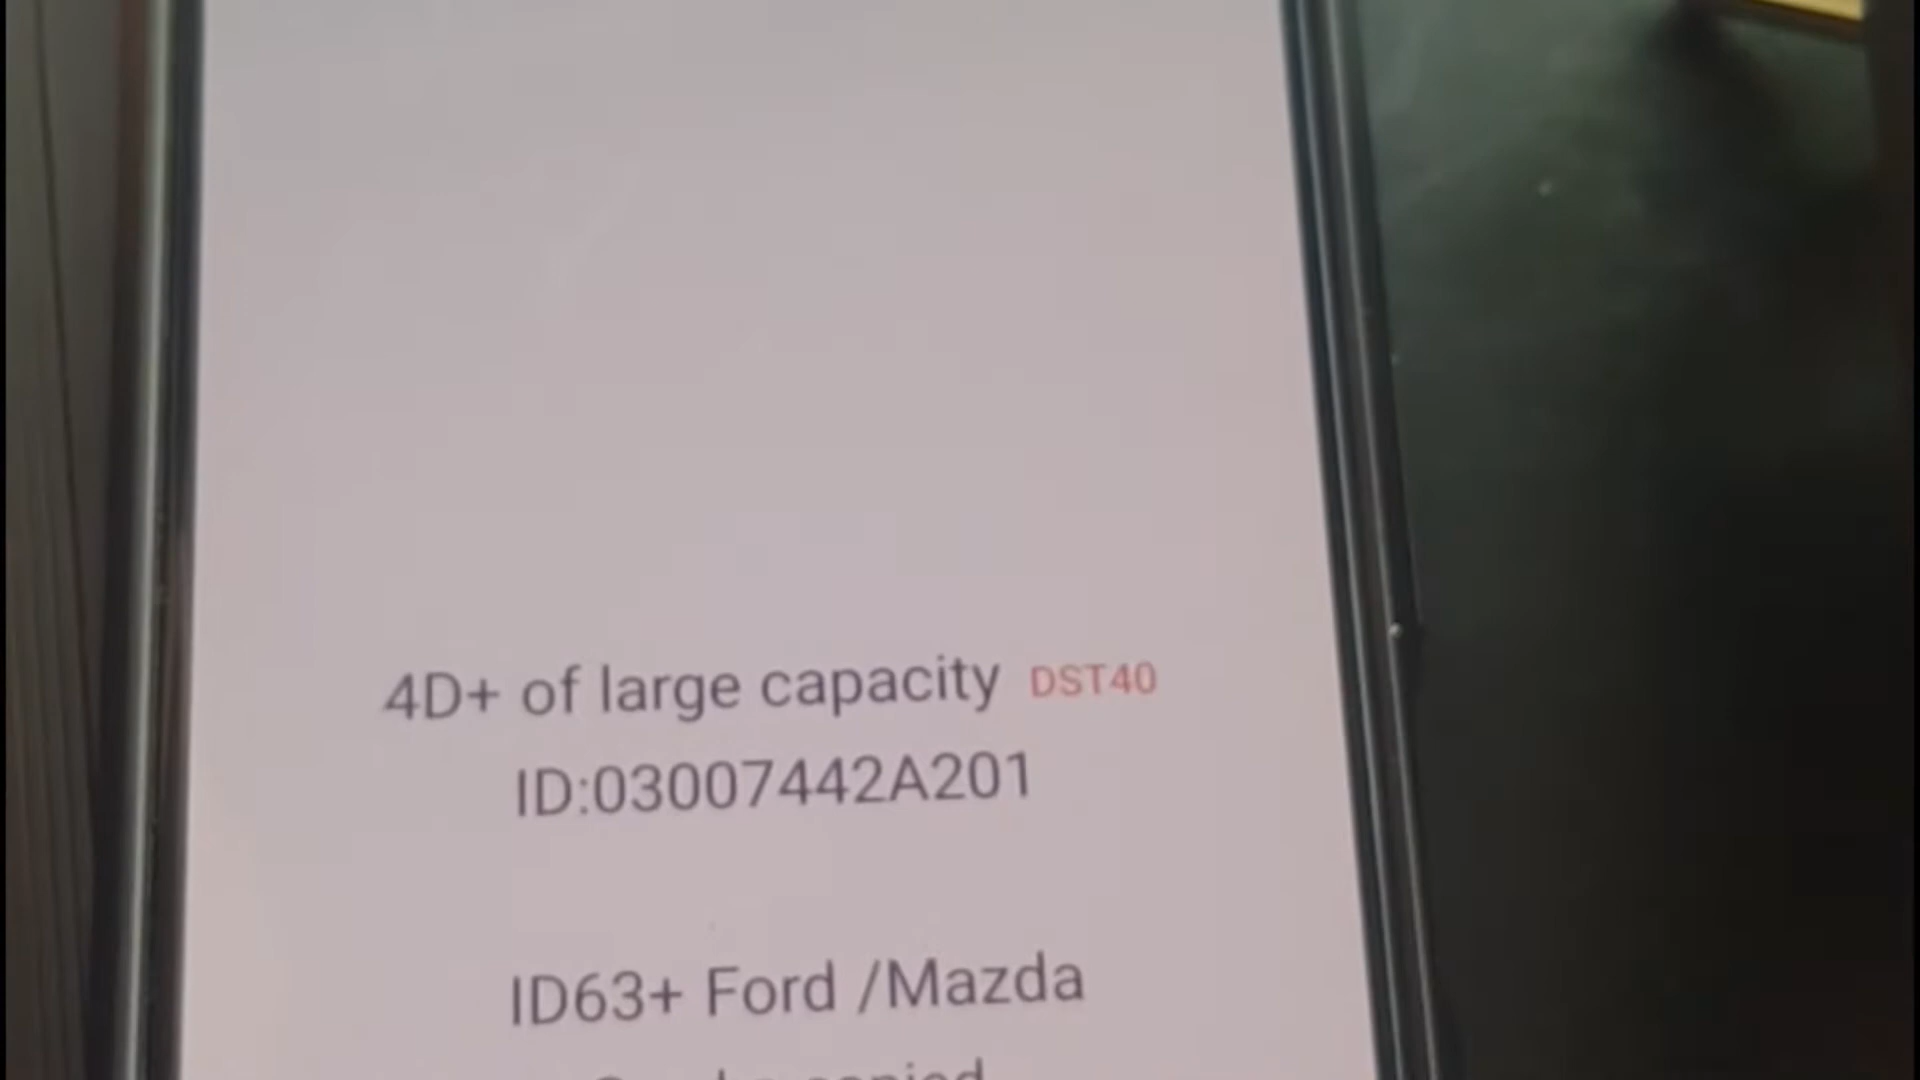 4D+ of large capacity DST40
ID:03007442A201
ID63+ Ford /Mazda